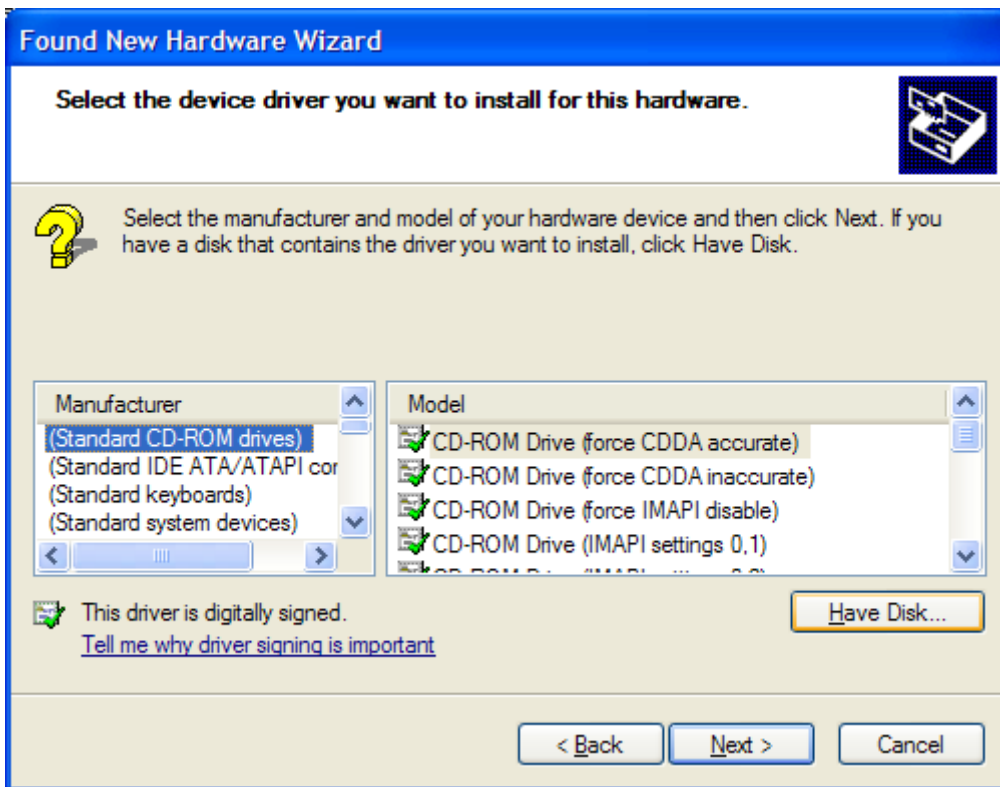 Found New Hardware Wizard
Select the device driver you want to install for this hardware.
Select the manufacturer and model of your hardware device and then click Next. If you
have a disk that contains the driver you want to install, click Have Disk.
Manufacturer
(Standard CD-ROM drives)
(Standard IDE ATA/ATAPI cor
(Standard keyboards)
(Standard system devices)
Model
CD-ROM Drive (force CDDA accurate)
CD-ROM Drive (force CDDA inaccurate)
CD-ROM Drive (force IMAPI disable)
CD-ROM Drive (IMAPI settings 0,1)
This driver is digitally signed.
Tell me why driver signing is important
Have Disk...
< Back
Next >
Cancel